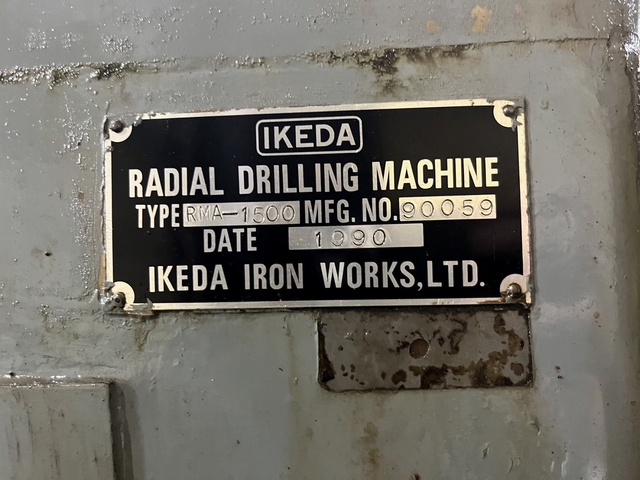 IKEDA
RADIAL DRILLING MACHINE
TYPE RMA-1500 MFG. NO. 90059
DATE 1990
IKEDA IRON WORKS, LTD.